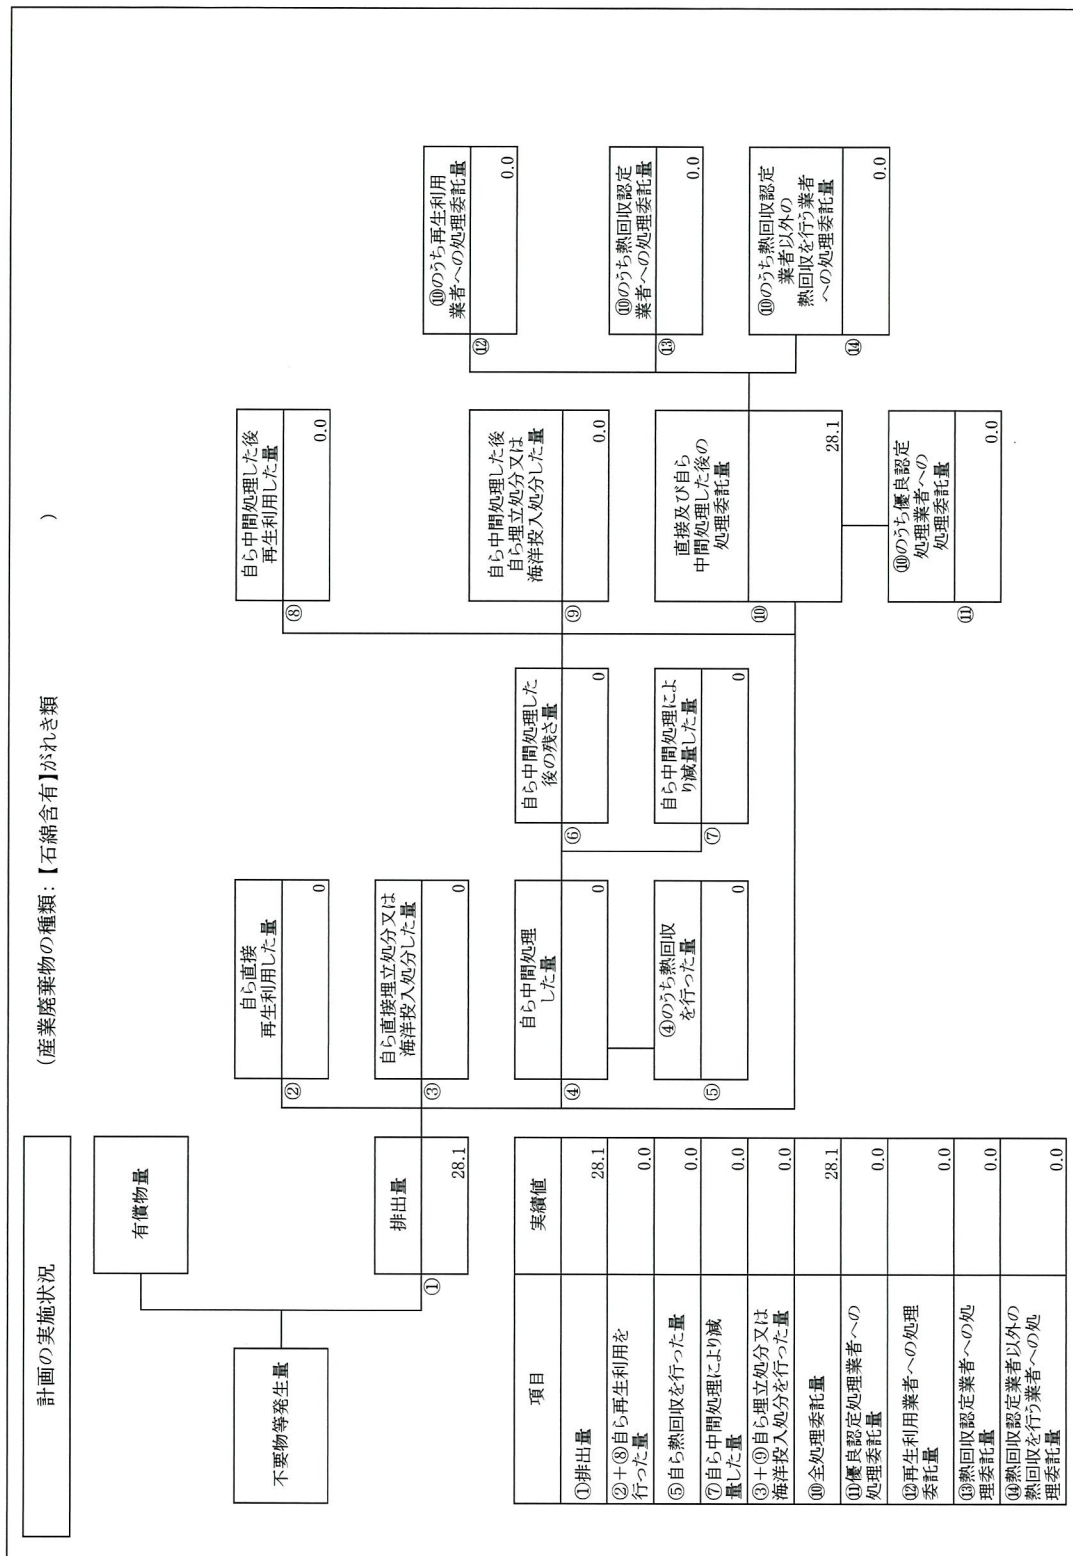 計画の実施状況
(産業廃棄物の種類:【石綿含有】がれき類
)
不要物等発生量
有償物量
排出量
①
28.1
②
自ら直接
再生利用した量
0
③
自ら直接埋立処分又は
海洋投入処分した量
0
④
自ら中間処理
した量
0
⑤
④のうち熱回収
を行った量
0
⑥
自ら中間処理した
後の残さ量
0
⑦
自ら中間処理によ
り減量した量
0
⑧
自ら中間処理した後
再生利用した量
0.0
⑨
自ら中間処理した後
自ら埋立処分又は
海洋投入処分した量
0.0
⑩
直接及び自ら
中間処理した後の
処理委託量
28.1
⑪
⑩のうち優良認定
処理業者への
処理委託量
0.0
⑫
⑩のうち再生利用
業者への処理委託量
0.0
⑬
⑩のうち熱回収認定
業者への処理委託量
0.0
⑭
⑩のうち熱回収認定
業者以外の
熱回収を行う業者
への処理委託量
0.0
項目
実績値
①排出量
28.1
②+⑧自ら再生利用を
行った量
0.0
⑤自ら熱回収を行った量
0.0
⑦自ら中間処理により減
量した量
0.0
③+⑨自ら埋立処分又は
海洋投入処分を行った量
0.0
⑩全処理委託量
28.1
⑪優良認定処理業者への
処理委託量
0.0
⑫再生利用業者への処理
委託量
0.0
⑬熱回収認定業者への処
理委託量
0.0
⑭熱回収認定業者以外の
熱回収を行う業者への処
理委託量
0.0